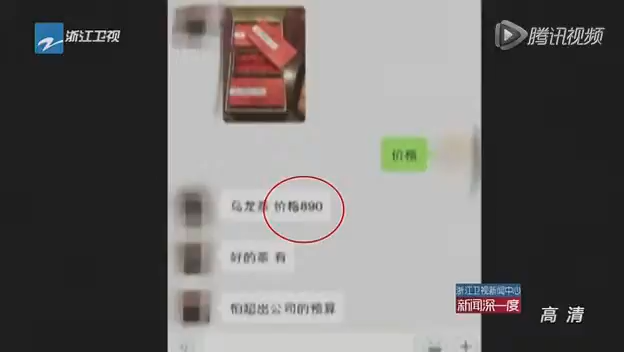 浙江卫视
腾讯视频
价格
乌龙茶 价格890
好的茶 有
怕超出公司的预算
浙江卫视新闻中心
新闻深一度
高清